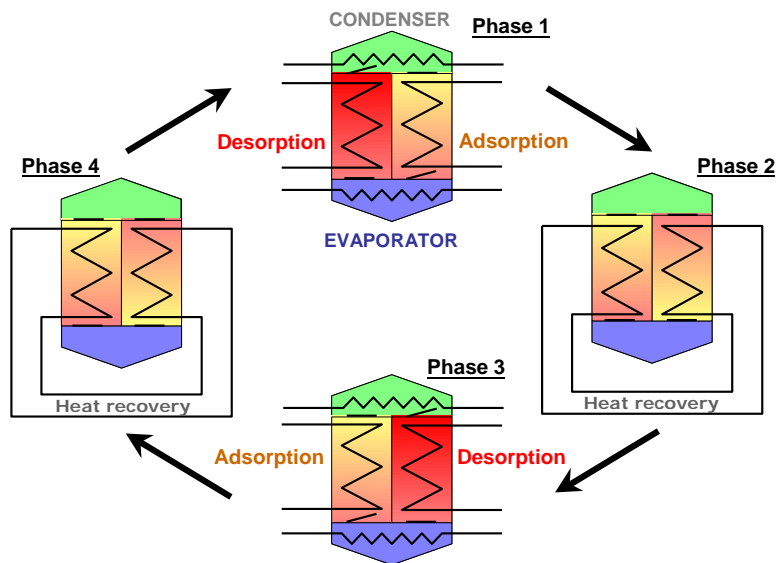 CONDENSER
Phase 1
Desorption
Adsorption
EVAPORATOR
Phase 4
Phase 2
Heat recovery
Heat recovery
Phase 3
Adsorption
Desorption